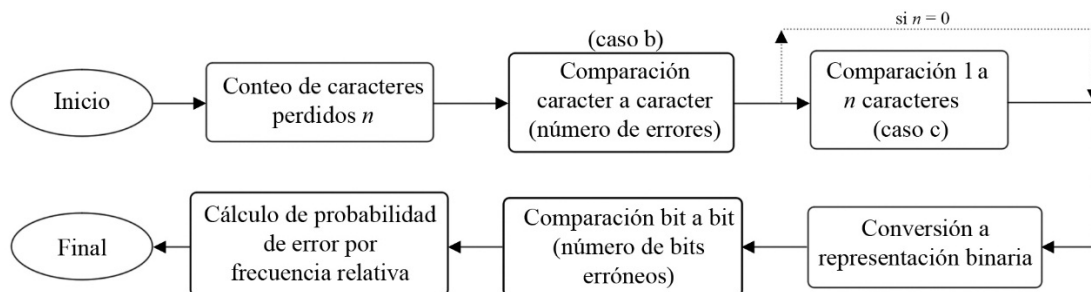 si n = 0
Inicio
Conteo de caracteres
perdidos n
(caso b)
Comparación
caracter a caracter
(número de errores)
Comparación 1 a
n caracteres
(caso c)
Final
Cálculo de probabilidad
de error por
frecuencia relativa
Comparación bit a bit
(número de bits
erróneos)
Conversión a
representación binaria